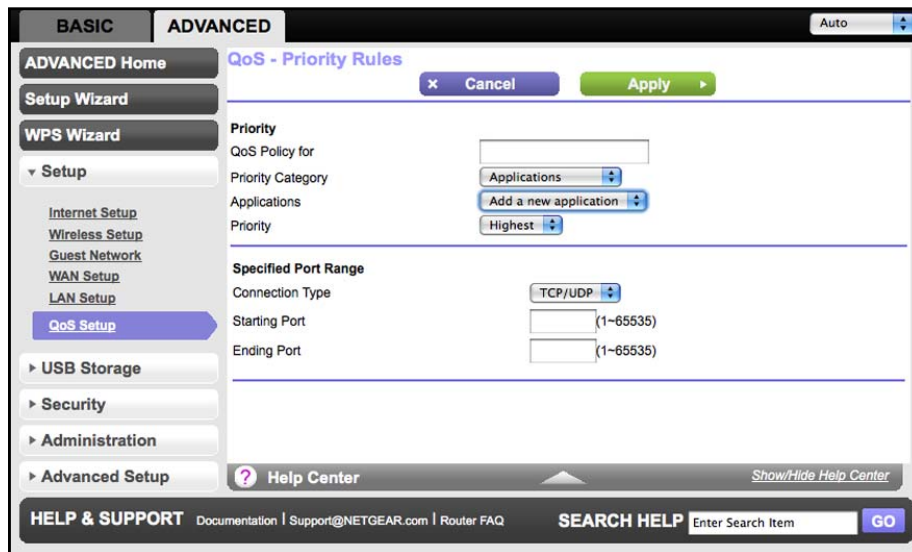 BASIC
ADVANCED
Auto
ADVANCED Home
Setup Wizard
WPS Wizard
Setup
Internet Setup
Wireless Setup
Guest Network
WAN Setup
LAN Setup
QoS Setup
USB Storage
Security
Administration
Advanced Setup
QoS - Priority Rules
Cancel
Apply
Priority
QoS Policy for
Priority Category Applications
Applications Add a new application
Priority Highest
Specified Port Range
Connection Type TCP/UDP
Starting Port (1~65535)
Ending Port (1~65535)
? Help Center Show/Hide Help Center
HELP & SUPPORT Documentation | Support@NETGEAR.com | Router FAQ SEARCH HELP Enter Search Item GO